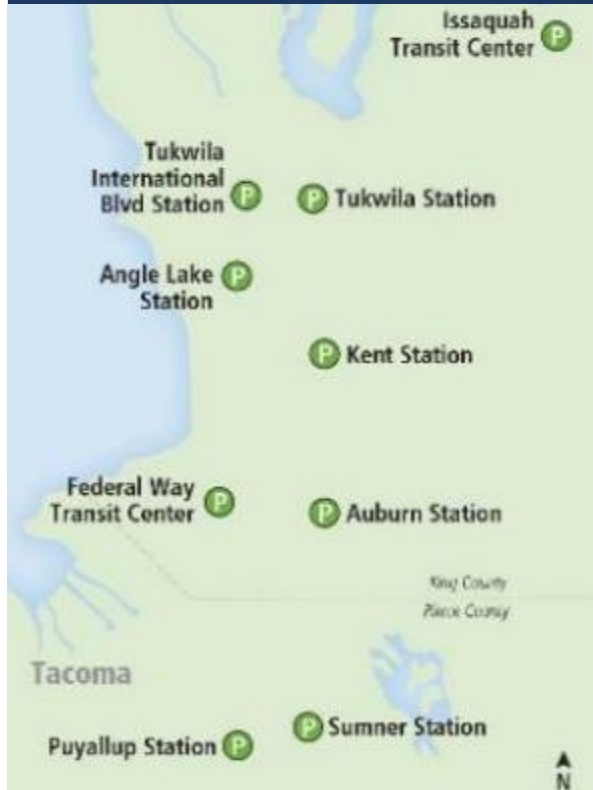 Issaquah
Transit Center
P
Tukwila
International
Blvd Station
P
P
Tukwila Station
Angle Lake
Station
P
P
Kent Station
Federal Way
Transit Center
P
P
Auburn Station
King County
Pierce County
Tacoma
P
Sumner Station
Puyallup Station
P
N